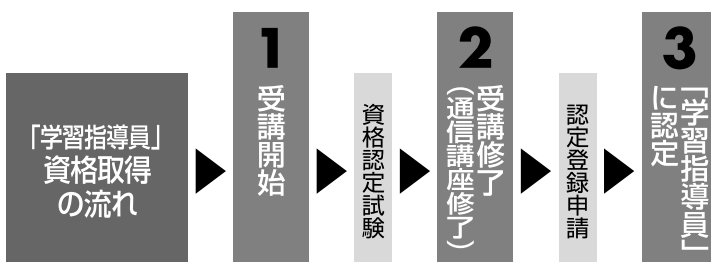 「学習指導員」
資格取得
の流れ
1
受講開始
資格認定試験
2
受講修了
（通信講座修了）
認定登録申請
3
「学習指導員」
に認定